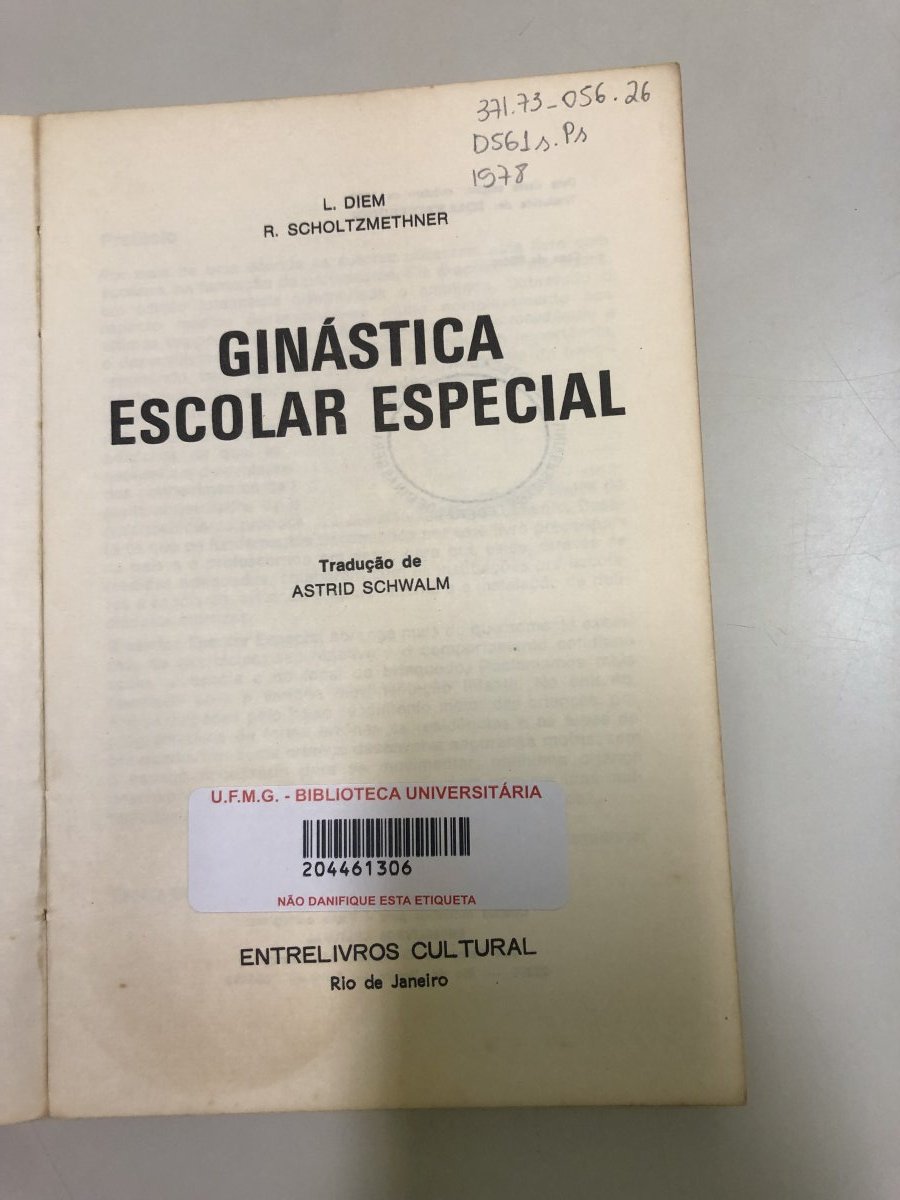 371.73-056.26
D561s.Ps
1978
L. DIEM
R. SCHOLTZMETHNER
GINÁSTICA
ESCOLAR ESPECIAL
Tradução de
ASTRID SCHWALM
U.F.M.G. - BIBLIOTECA UNIVERSITÁRIA
204461306
NÃO DANIFIQUE ESTA ETIQUETA
ENTRELIVROS CULTURAL
Rio de Janeiro